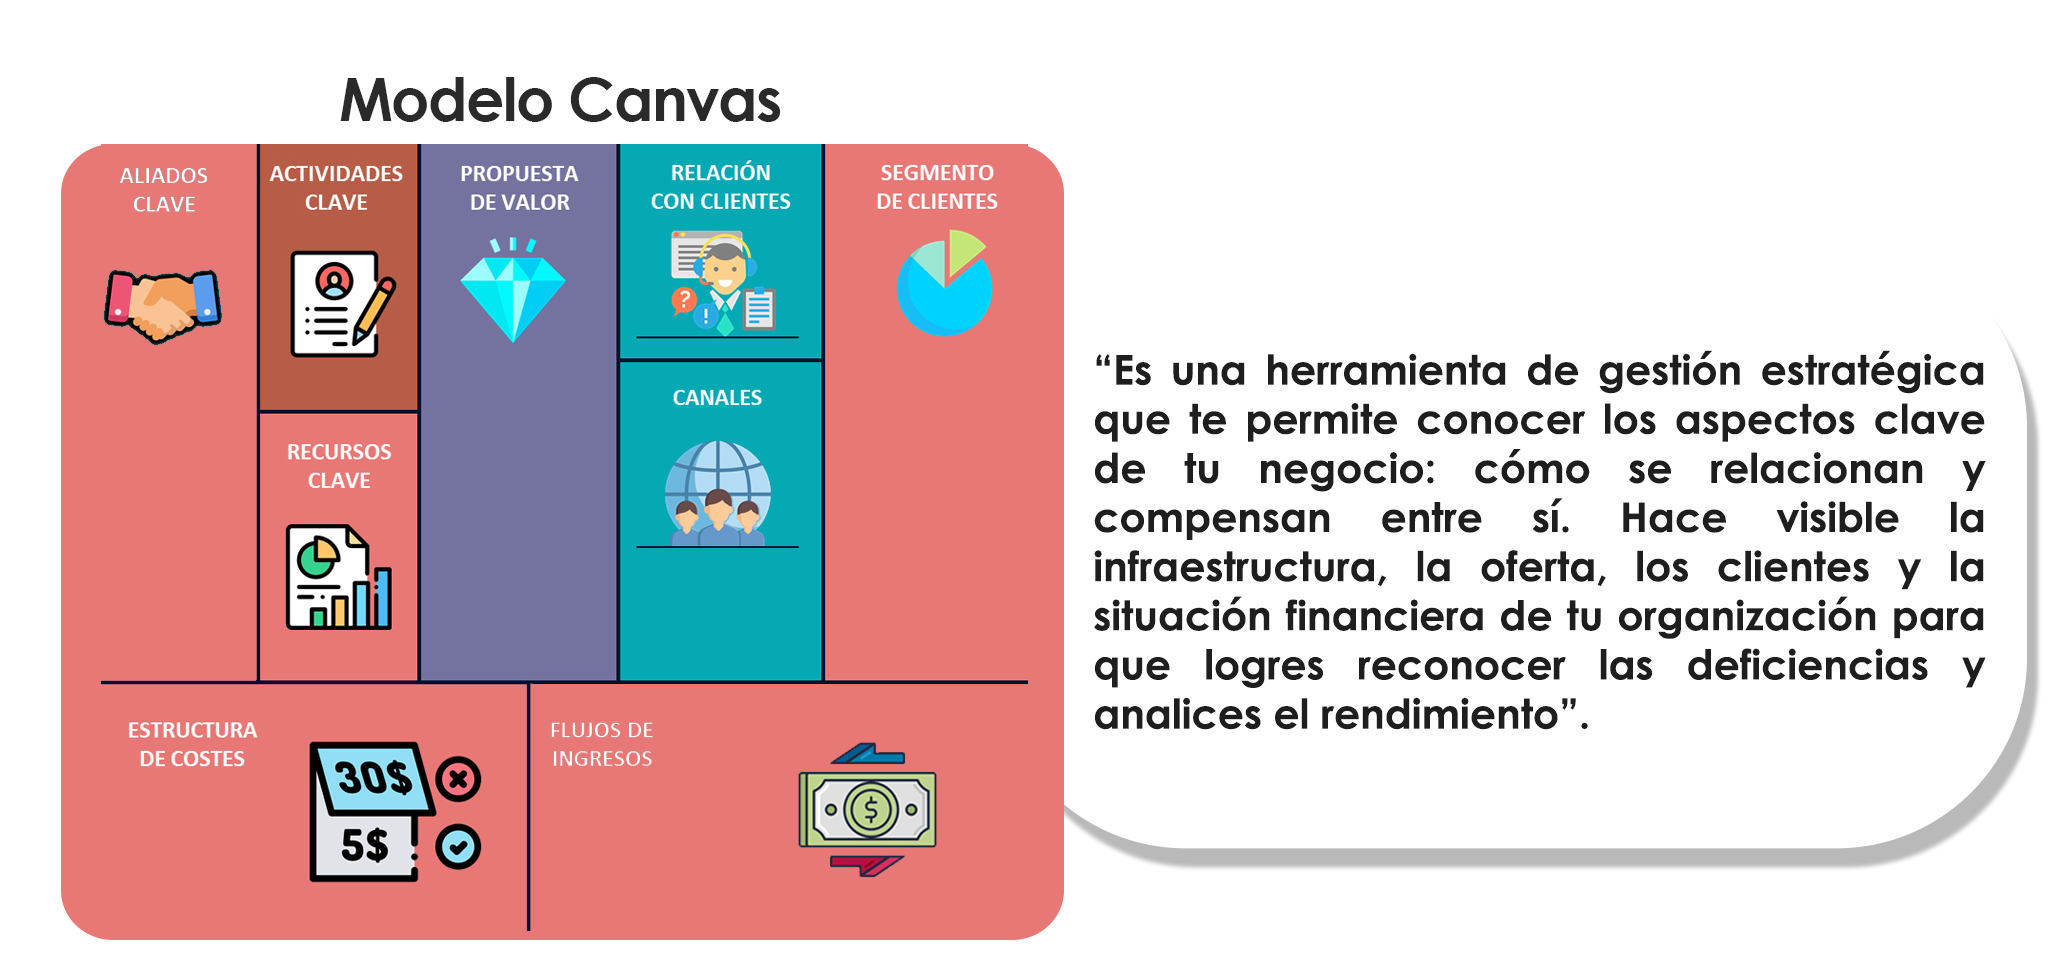 Modelo Canvas
ALIADOS
CLAVE
ACTIVIDADES
CLAVE
RECURSOS
CLAVE
PROPUESTA
DE VALOR
RELACIÓN
CON CLIENTES
?
!
CANALES
SEGMENTO
DE CLIENTES
ESTRUCTURA
DE COSTES
30$
5$
FLUJOS DE
INGRESOS
$
“Es una herramienta de gestión estratégica
que te permite conocer los aspectos clave
de tu negocio: cómo se relacionan y
compensan entre sí. Hace visible la
infraestructura, la oferta, los clientes y la
situación financiera de tu organización para
que logres reconocer las deficiencias y
analices el rendimiento”.